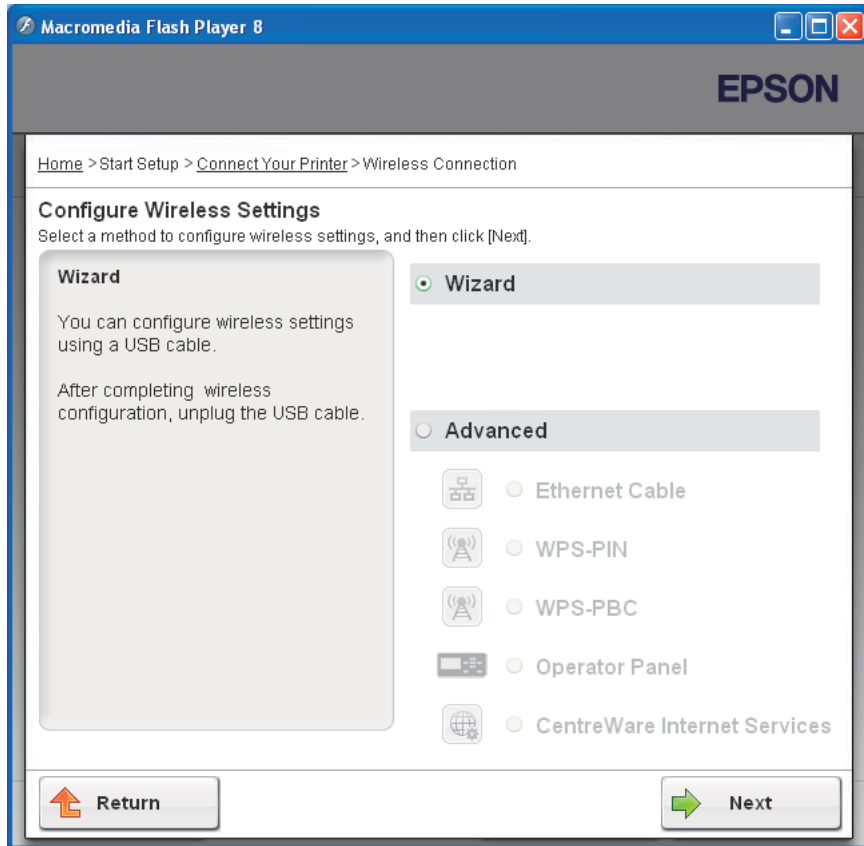 Macromedia Flash Player 8
EPSON
Home > Start Setup > Connect Your Printer > Wireless Connection
Configure Wireless Settings
Select a method to configure wireless settings, and then click [Next].
Wizard
You can configure wireless settings
using a USB cable.
After completing wireless
configuration, unplug the USB cable.
Wizard
Advanced
Ethernet Cable
WPS-PIN
WPS-PBC
Operator Panel
CentreWare Internet Services
Return
Next